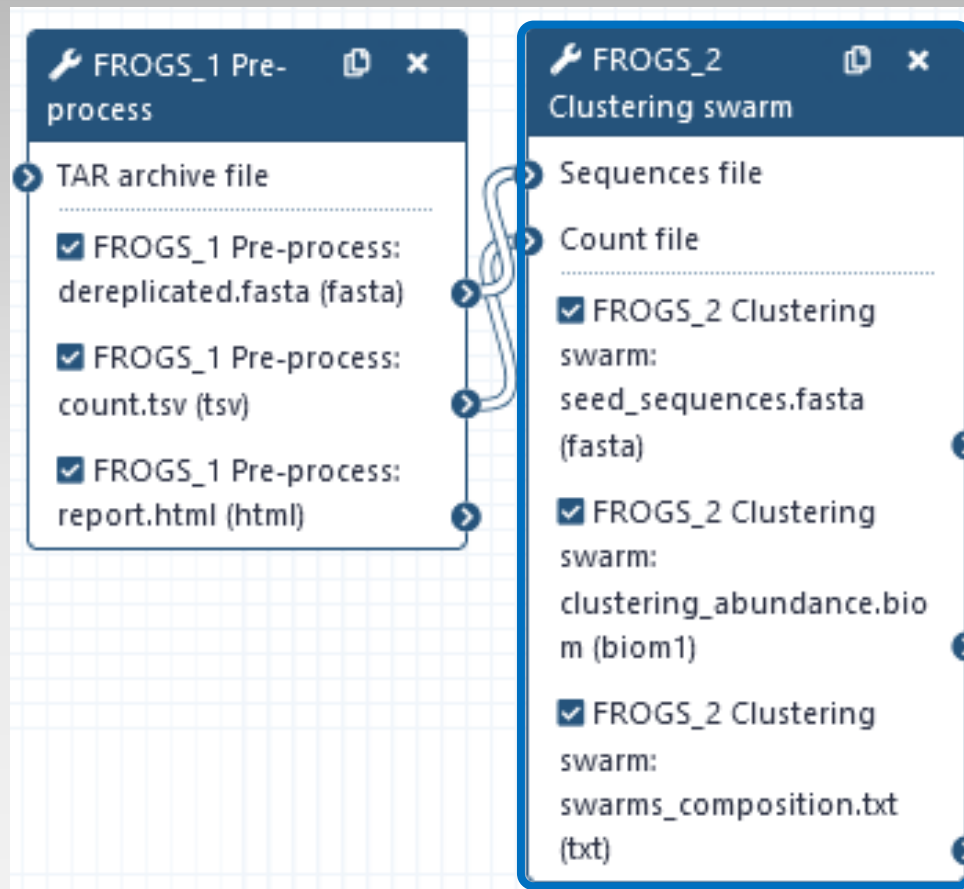 FROGS_1 Pre-
process
TAR archive file
FROGS_1 Pre-process:
dereplicated.fasta (fasta)
FROGS_1 Pre-process:
count.tsv (tsv)
FROGS_1 Pre-process:
report.html (html)
FROGS_2
Clustering swarm
Sequences file
Count file
FROGS_2 Clustering
swarm:
seed_sequences.fasta
(fasta)
FROGS_2 Clustering
swarm:
clustering_abundance.bio
m (biom1)
FROGS_2 Clustering
swarm:
swarms_composition.txt
(txt)